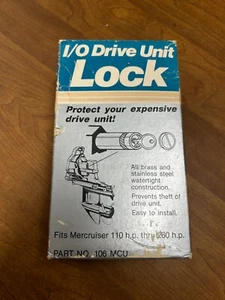 I/O Drive Unit
Lock
Protect your expensive
drive unit!
All brass and
stainless steel
watertight
construction.
Prevents theft of
drive unit.
Easy to install.
Fits Mercruiser 110 h.p. thru 260 h.p.
PART NO. 106 MCU